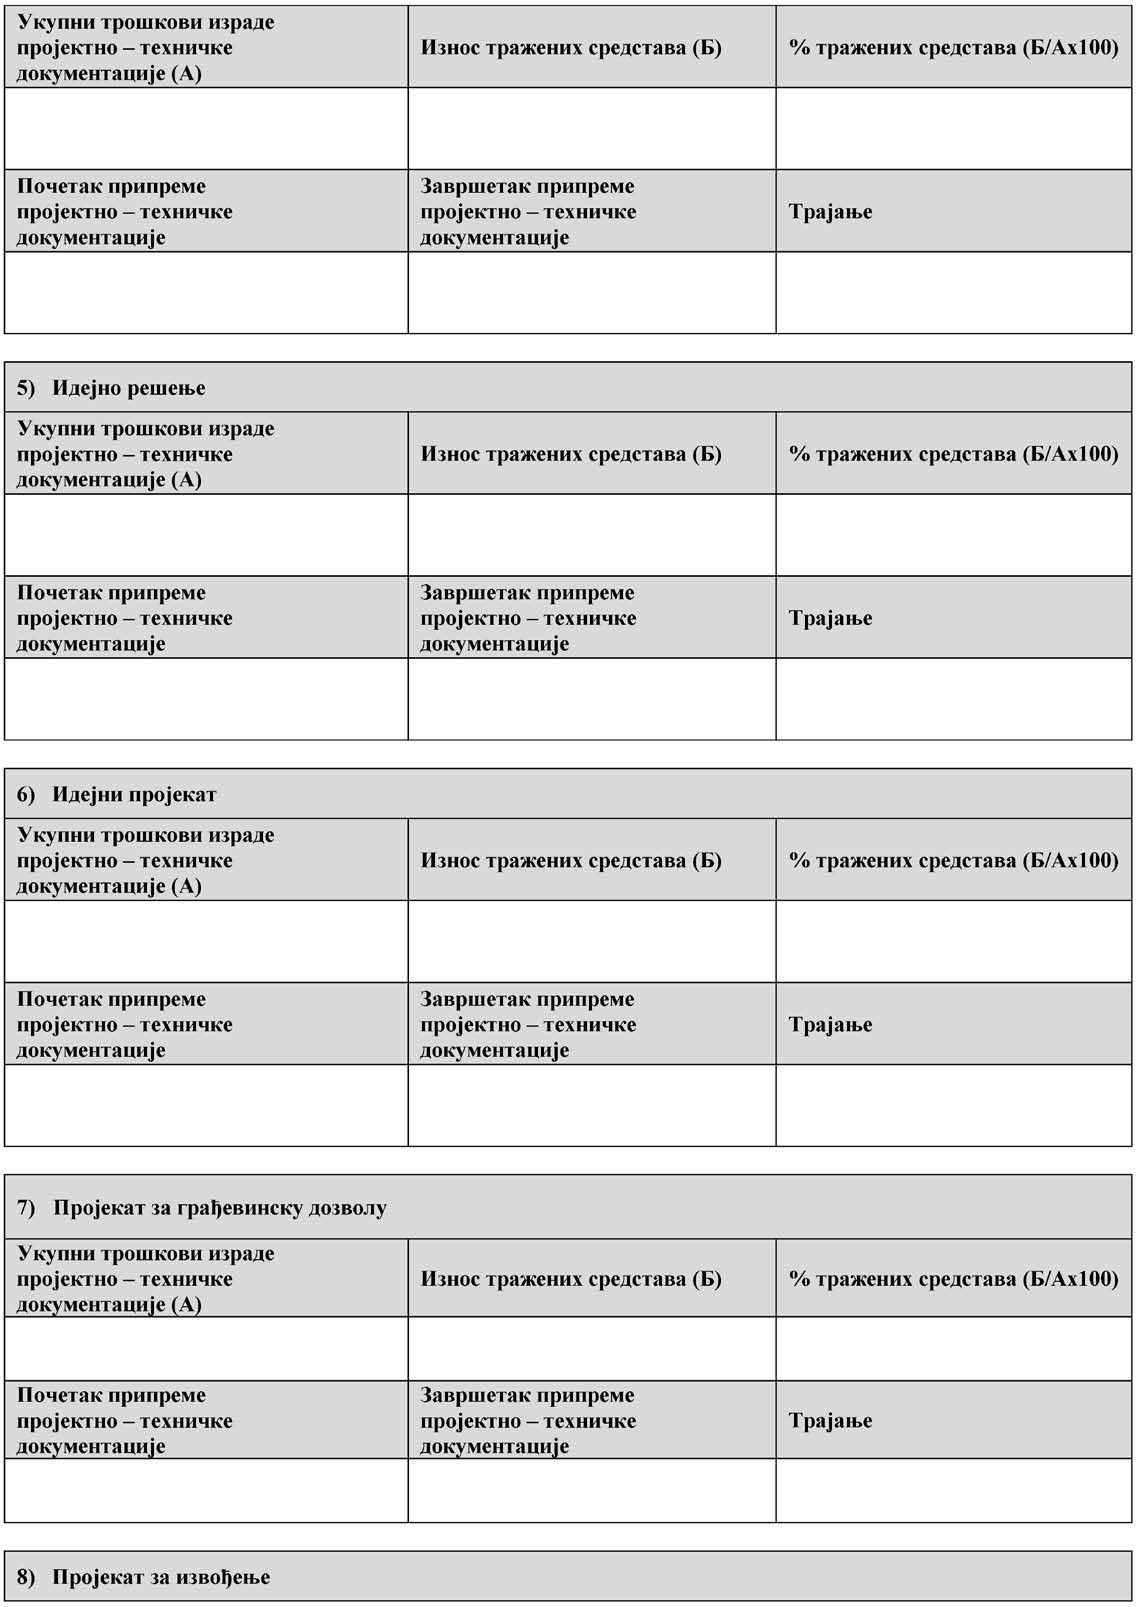 Укупни трошкови израде
пројектно – техничке
документације (А)
Износ тражених средстава (Б)
% тражених средстава (Б/Ах100)
Почетак припреме
пројектно – техничке
документације
Завршетак припреме
пројектно – техничке
документације
Трајање
5) Идејно решење
Укупни трошкови израде
пројектно – техничке
документације (А)
Износ тражених средстава (Б)
% тражених средстава (Б/Ах100)
Почетак припреме
пројектно – техничке
документације
Завршетак припреме
пројектно – техничке
документације
Трајање
6) Идејни пројекат
Укупни трошкови израде
пројектно – техничке
документације (А)
Износ тражених средстава (Б)
% тражених средстава (Б/Ах100)
Почетак припреме
пројектно – техничке
документације
Завршетак припреме
пројектно – техничке
документације
Трајање
7) Пројекат за грађевинску дозволу
Укупни трошкови израде
пројектно – техничке
документације (А)
Износ тражених средстава (Б)
% тражених средстава (Б/Ах100)
Почетак припреме
пројектно – техничке
документације
Завршетак припреме
пројектно – техничке
документације
Трајање
8) Пројекат за извођење